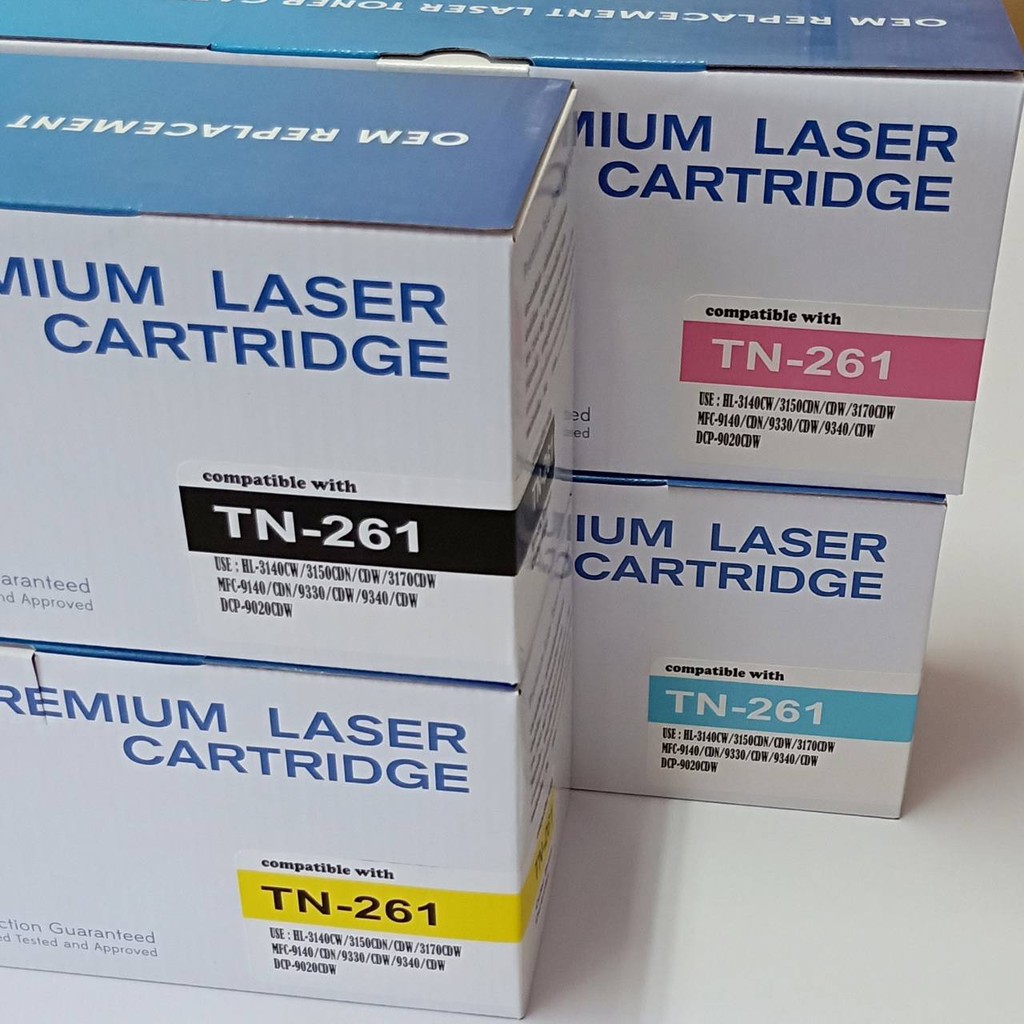 OEM REPLACEMENT LASER TONER
MIUM LASER
CARTRIDGE
compatible with
TN-261
USE : HL-3140CW/3150CDN/CDW/3170CDW
MFC-9140/CDN/9330/CDW/9340/CDW
DCP-9020CDW
OEM REPLACEMENT
MIUM LASER
CARTRIDGE
compatible with
TN-261
USE : HL-3140CW/3150CDN/CDW/3170CDW
MFC-9140/CDN/9330/CDW/9340/CDW
DCP-9020CDW
aranteed
nd Approved
IUM LASER
CARTRIDGE
compatible with
TN-261
USE : HL-3140CW/3150CDN/CDW/3170CDW
MFC-9140/CDN/9330/CDW/9340/CDW
DCP-9020CDW
REMIUM LASER
CARTRIDGE
compatible with
TN-261
USE : HL-3140CW/3150CDN/CDW/3170CDW
MFC-9140/CDN/9330/CDW/9340/CDW
DCP-9020CDW
ction Guaranteed
ed Tested and Approved